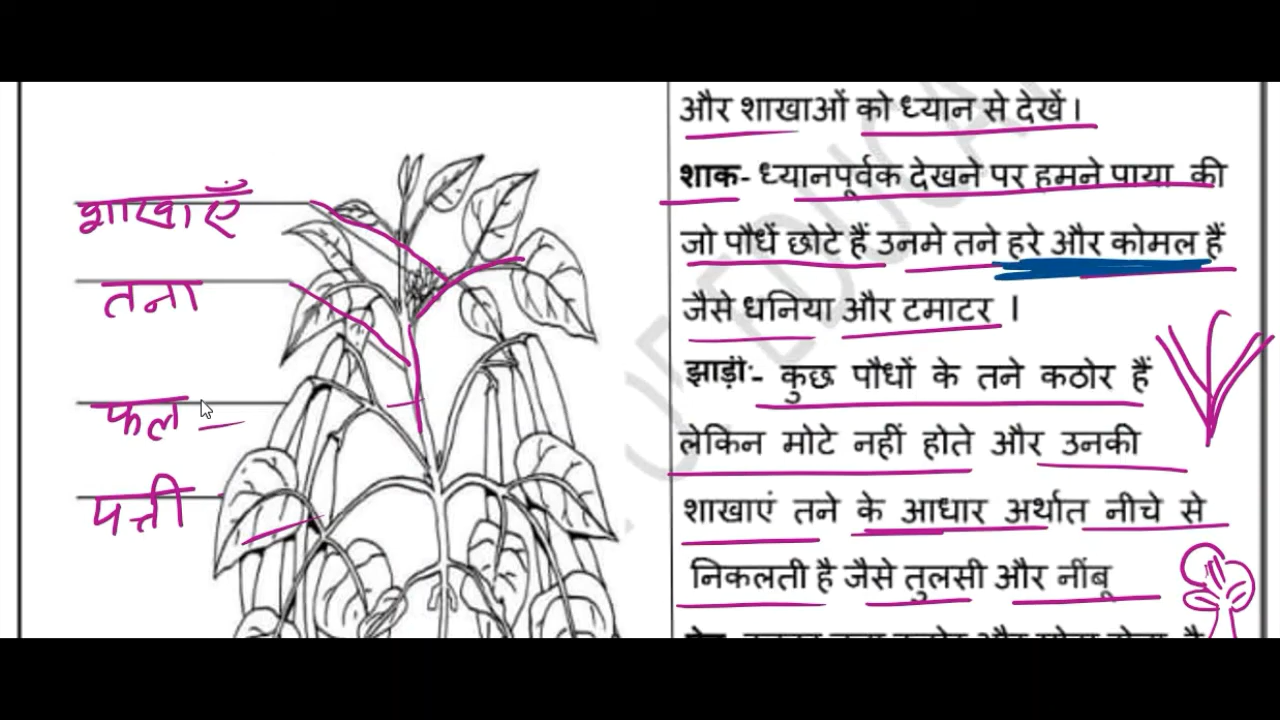 शाखाएँ
तना
फल
पत्ती
और शाखाओं को ध्यान से देखें।
शाक- ध्यानपूर्वक देखने पर हमने पाया की
जो पौधें छोटे हैं उनमे तने हरे और कोमल हैं
जैसे धनिया और टमाटर ।
झाड़ी:- कुछ पौधों के तने कठोर हैं
लेकिन मोटे नहीं होते और उनकी
शाखाएं तने के आधार अर्थात नीचे से
निकलती है जैसे तुलसी और नींबू